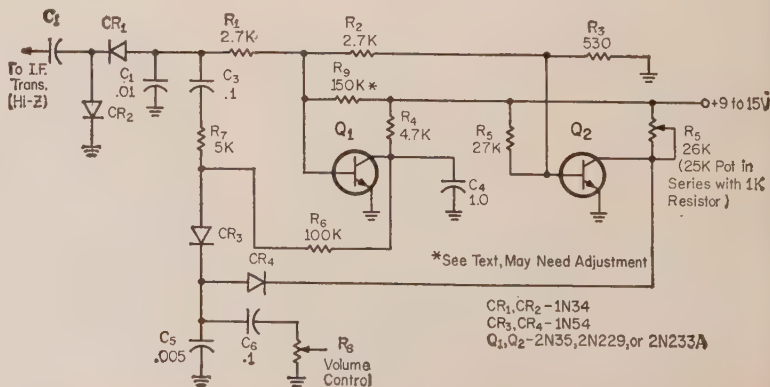 C1
CR1
R1
2.7K
R2
2.7K
R3
530
To I.F.
Trans.
(Hi-Z)
CR2
C1
.01
C3
.1
R9
150K*
R4
4.7K
+9 to 15V
R7
5K
Q1
R5
27K
Q2
R5
26K
(25K Pot in
Series with 1K
Resistor)
C4
1.0
R6
100K
CR3
CR4
*See Text, May Need Adjustment
C5
.005
C6
.1
R8
Volume
Control
CR1, CR2-1N34
CR3, CR4-1N54
Q1, Q2-2N35, 2N229, or 2N233A